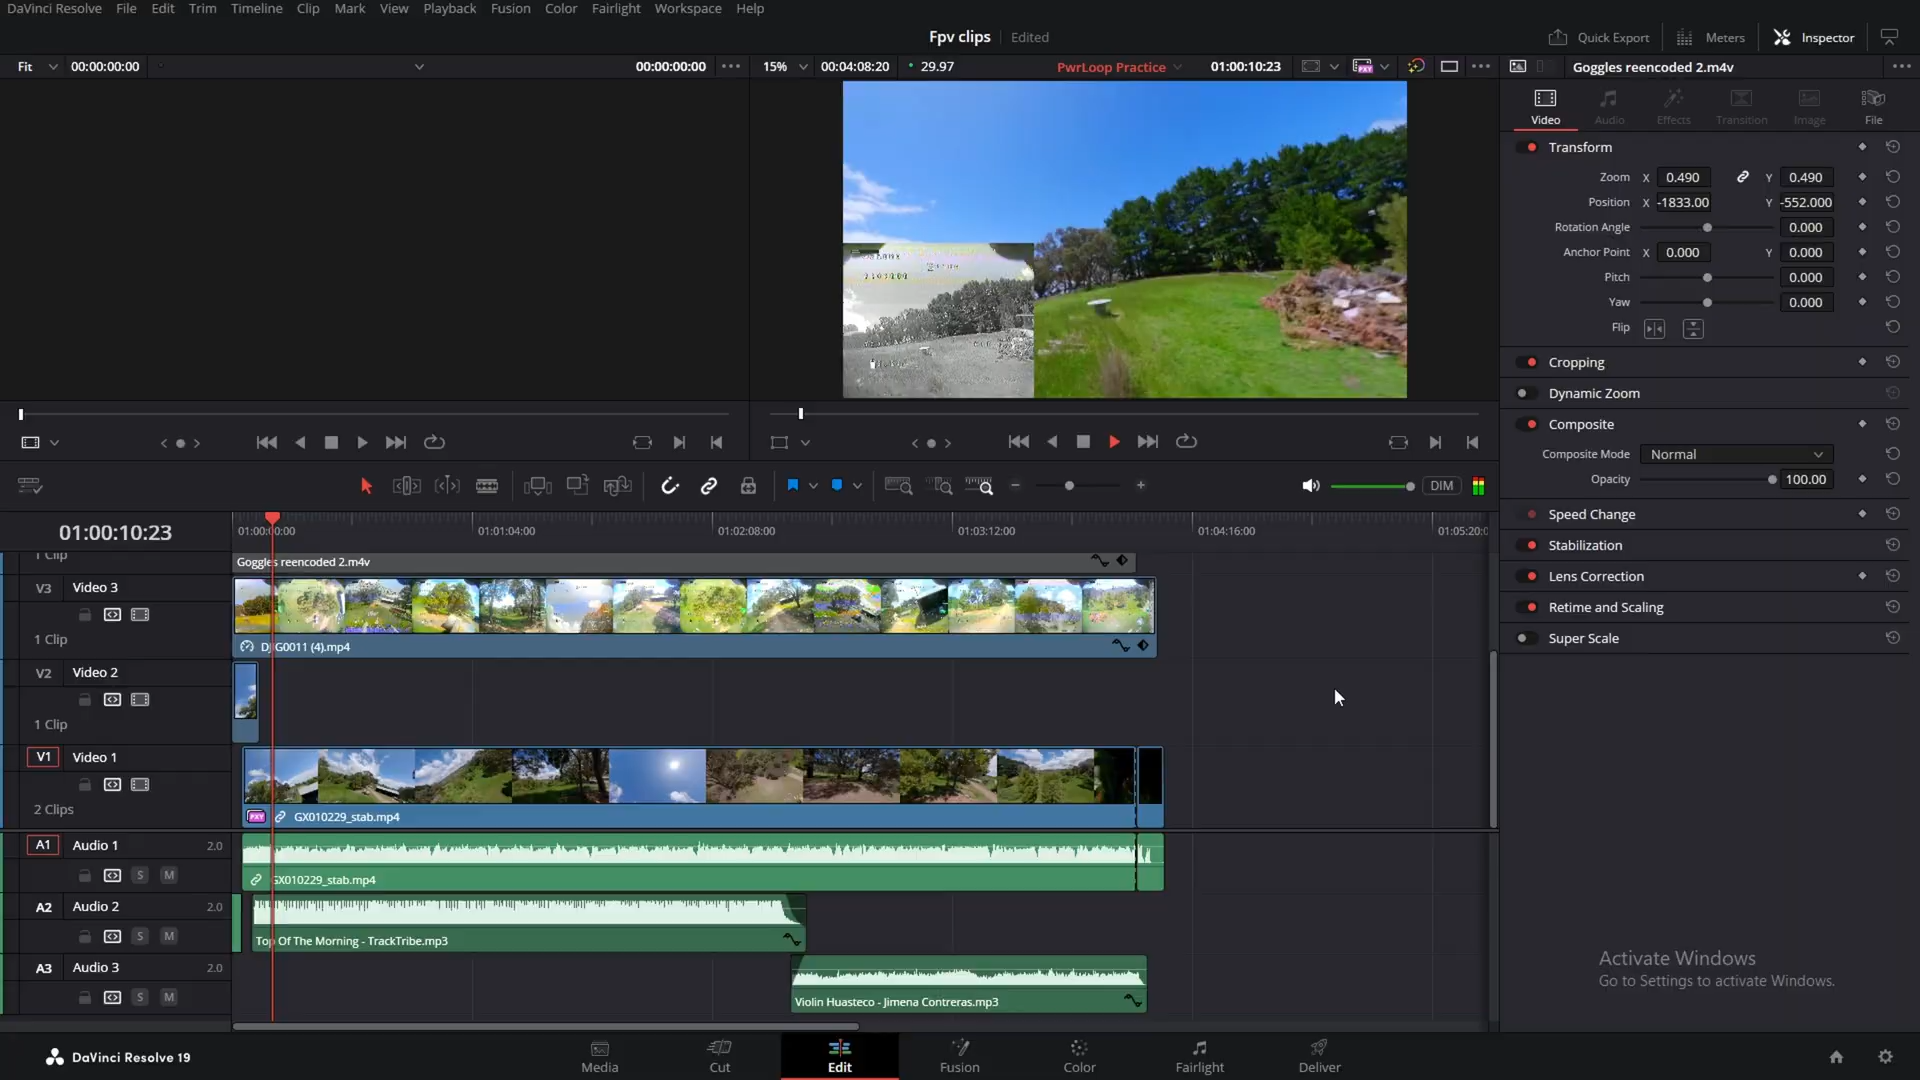 DaVinci Resolve File Edit Trim Timeline Clip Mark View Playback Fusion Color Fairlight Workspace Help
Fpv clips Edited
Quick Export Meters Inspector
Fit 00:00:00:00 00:00:00:00 15% 00:04:08:20 29.97 PwrLoop Practice 01:00:10:23
Goggles reencoded 2.m4v
Video Audio Effects Transition Image File
Transform
Zoom X 0.490 Y 0.490
Position X -1833.00 Y -552.000
Rotation Angle 0.000
Anchor Point X 0.000 Y 0.000
Pitch 0.000
Yaw 0.000
Flip
Cropping
Dynamic Zoom
Composite
Composite Mode Normal
Opacity 100.00
Speed Change
Stabilization
Lens Correction
Retime and Scaling
Super Scale
PXY
DIM
01:00:10:23
01:00:00:00 01:01:04:00 01:02:08:00 01:03:12:00 01:04:16:00 01:05:20:0
1 Clip
Goggles reencoded 2.m4v
V3 Video 3
1 Clip
DJIG0011 (4).mp4
V2 Video 2
1 Clip
V1 Video 1
2 Clips
PXY GX010229_stab.mp4
A1 Audio 1 2.0
S M
GX010229_stab.mp4
A2 Audio 2 2.0
S M
Top Of The Morning - TrackTribe.mp3
A3 Audio 3 2.0
S M
Violin Huasteco - Jimena Contreras.mp3
Activate Windows
Go to Settings to activate Windows.
DaVinci Resolve 19
Media Cut Edit Fusion Color Fairlight Deliver